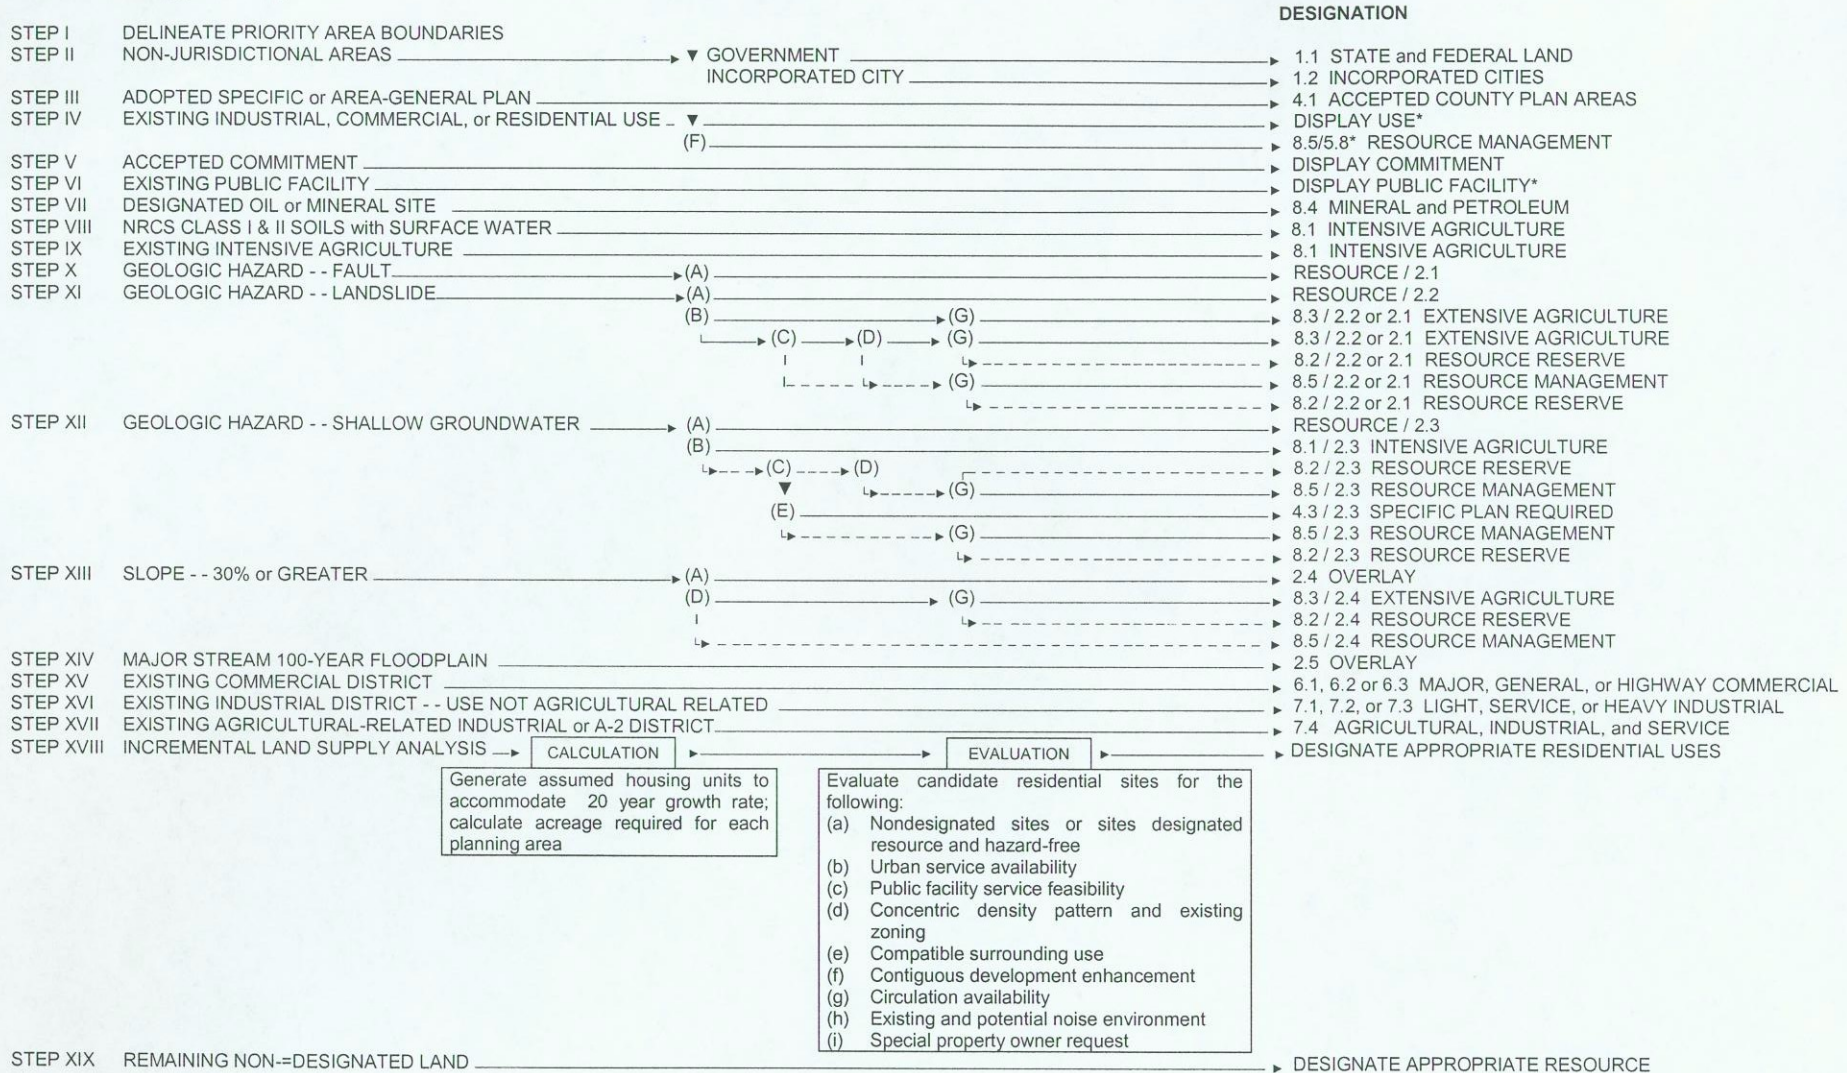 DESIGNATION
STEP I DELINEATE PRIORITY AREA BOUNDARIES
STEP II NON-JURISDICTIONAL AREAS GOVERNMENT 1.1 STATE and FEDERAL LAND
INCORPORATED CITY 1.2 INCORPORATED CITIES
STEP III ADOPTED SPECIFIC or AREA-GENERAL PLAN 4.1 ACCEPTED COUNTY PLAN AREAS
STEP IV EXISTING INDUSTRIAL, COMMERCIAL, or RESIDENTIAL USE DISPLAY USE*
(F) 8.5/5.8* RESOURCE MANAGEMENT
STEP V ACCEPTED COMMITMENT DISPLAY COMMITMENT
STEP VI EXISTING PUBLIC FACILITY DISPLAY PUBLIC FACILITY*
STEP VII DESIGNATED OIL or MINERAL SITE 8.4 MINERAL and PETROLEUM
STEP VIII NRCS CLASS I & II SOILS with SURFACE WATER 8.1 INTENSIVE AGRICULTURE
STEP IX EXISTING INTENSIVE AGRICULTURE 8.1 INTENSIVE AGRICULTURE
STEP X GEOLOGIC HAZARD - - FAULT (A) RESOURCE / 2.1
STEP XI GEOLOGIC HAZARD - - LANDSLIDE (A) RESOURCE / 2.2
(B) (G) 8.3 / 2.2 or 2.1 EXTENSIVE AGRICULTURE
(C) (D) (G) 8.3 / 2.2 or 2.1 EXTENSIVE AGRICULTURE
8.2 / 2.2 or 2.1 RESOURCE RESERVE
(G) 8.5 / 2.2 or 2.1 RESOURCE MANAGEMENT
8.2 / 2.2 or 2.1 RESOURCE RESERVE
STEP XII GEOLOGIC HAZARD - - SHALLOW GROUNDWATER (A) RESOURCE / 2.3
(B) 8.1 / 2.3 INTENSIVE AGRICULTURE
(C) (D) 8.2 / 2.3 RESOURCE RESERVE
(G) 8.5 / 2.3 RESOURCE MANAGEMENT
(E) 4.3 / 2.3 SPECIFIC PLAN REQUIRED
(G) 8.5 / 2.3 RESOURCE MANAGEMENT
8.2 / 2.3 RESOURCE RESERVE
STEP XIII SLOPE - - 30% or GREATER (A) 2.4 OVERLAY
(D) (G) 8.3 / 2.4 EXTENSIVE AGRICULTURE
8.2 / 2.4 RESOURCE RESERVE
8.5 / 2.4 RESOURCE MANAGEMENT
STEP XIV MAJOR STREAM 100-YEAR FLOODPLAIN 2.5 OVERLAY
STEP XV EXISTING COMMERCIAL DISTRICT 6.1, 6.2 or 6.3 MAJOR, GENERAL, or HIGHWAY COMMERCIAL
STEP XVI EXISTING INDUSTRIAL DISTRICT - - USE NOT AGRICULTURAL RELATED 7.1, 7.2, or 7.3 LIGHT, SERVICE, or HEAVY INDUSTRIAL
STEP XVII EXISTING AGRICULTURAL-RELATED INDUSTRIAL or A-2 DISTRICT 7.4 AGRICULTURAL, INDUSTRIAL, and SERVICE
STEP XVIII INCREMENTAL LAND SUPPLY ANALYSIS CALCULATION EVALUATION DESIGNATE APPROPRIATE RESIDENTIAL USES
Generate assumed housing units to
accommodate 20 year growth rate;
calculate acreage required for each
planning area
Evaluate candidate residential sites for the
following:
(a) Nondesignated sites or sites designated
resource and hazard-free
(b) Urban service availability
(c) Public facility service feasibility
(d) Concentric density pattern and existing
zoning
(e) Compatible surrounding use
(f) Contiguous development enhancement
(g) Circulation availability
(h) Existing and potential noise environment
(i) Special property owner request
STEP XIX REMAINING NON-=DESIGNATED LAND DESIGNATE APPROPRIATE RESOURCE